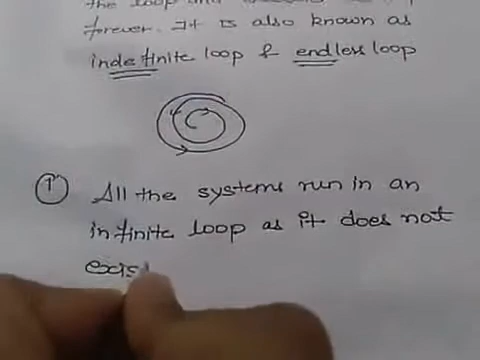 forever. It is also known as
indefinite loop & endless loop
1 All the systems run in an
infinite loop as it does not
exist